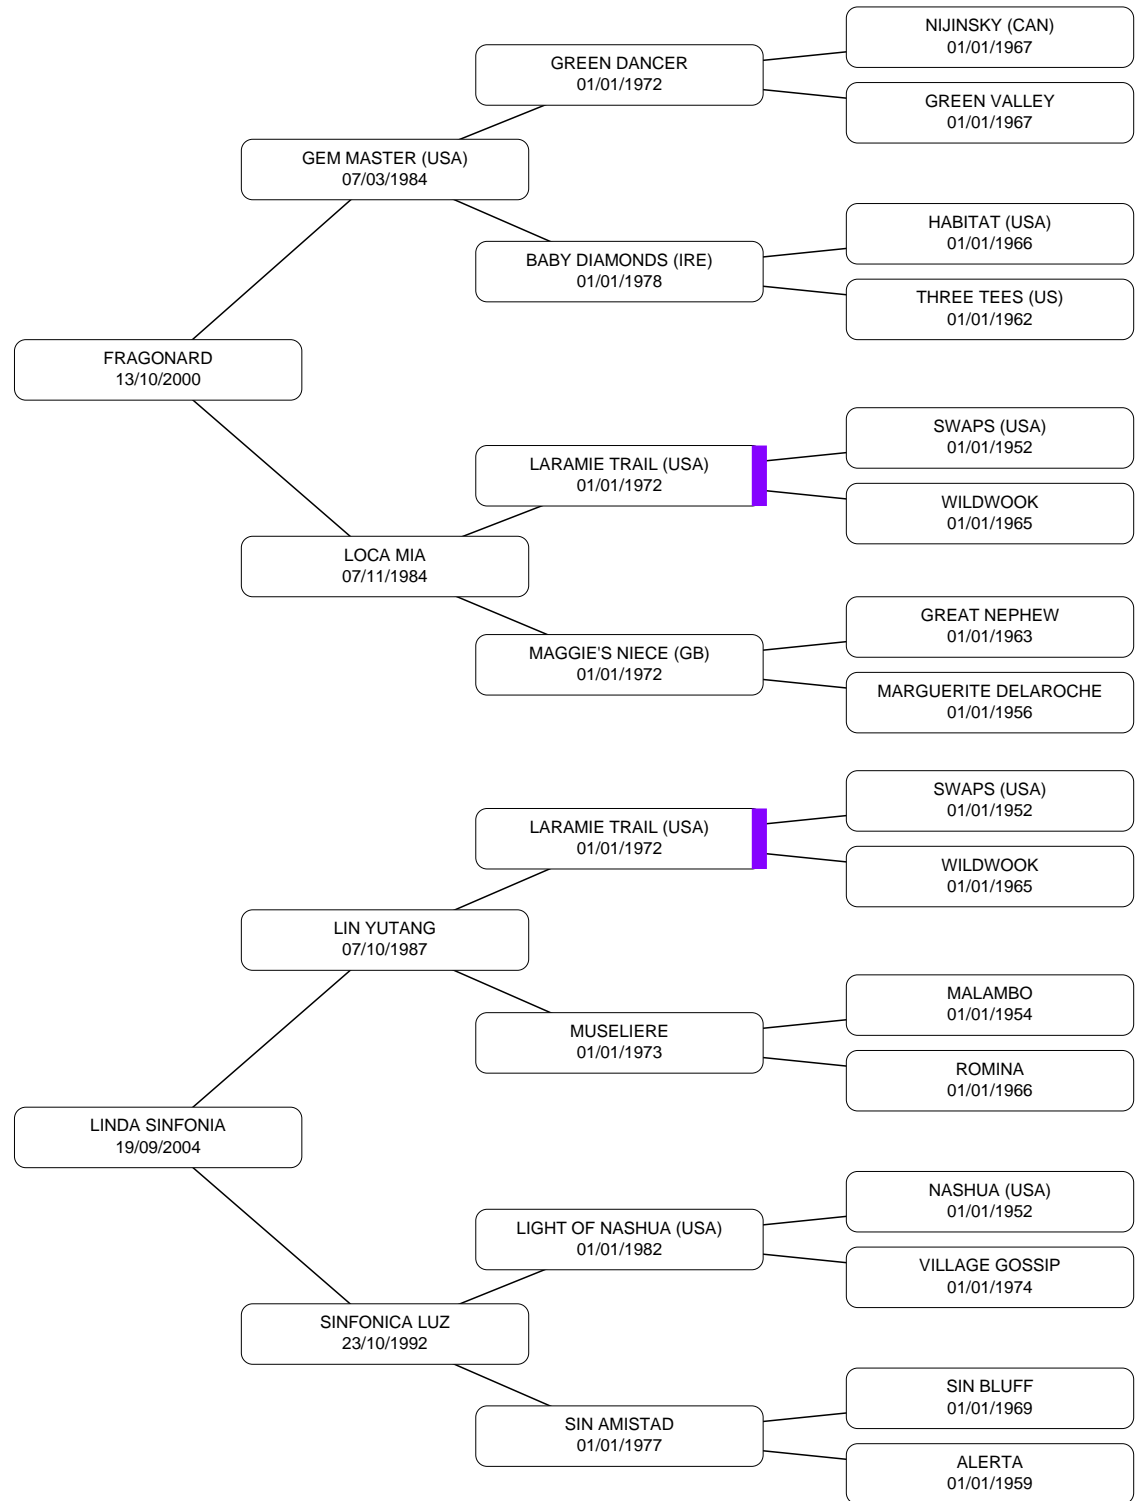 NIJINSKY (CAN)
01/01/1967
GREEN DANCER
01/01/1972
GREEN VALLEY
01/01/1967
GEM MASTER (USA)
07/03/1984
HABITAT (USA)
01/01/1966
BABY DIAMONDS (IRE)
01/01/1978
THREE TEES (US)
01/01/1962
FRAGONARD
13/10/2000
SWAPS (USA)
01/01/1952
LARAMIE TRAIL (USA)
01/01/1972
WILDWOOK
01/01/1965
LOCA MIA
07/11/1984
GREAT NEPHEW
01/01/1963
MAGGIE'S NIECE (GB)
01/01/1972
MARGUERITE DELAROCHE
01/01/1956
SWAPS (USA)
01/01/1952
LARAMIE TRAIL (USA)
01/01/1972
WILDWOOK
01/01/1965
LIN YUTANG
07/10/1987
MALAMBO
01/01/1954
MUSELIERE
01/01/1973
ROMINA
01/01/1966
LINDA SINFONIA
19/09/2004
NASHUA (USA)
01/01/1952
LIGHT OF NASHUA (USA)
01/01/1982
VILLAGE GOSSIP
01/01/1974
SINFONICA LUZ
23/10/1992
SIN BLUFF
01/01/1969
SIN AMISTAD
01/01/1977
ALERTA
01/01/1959